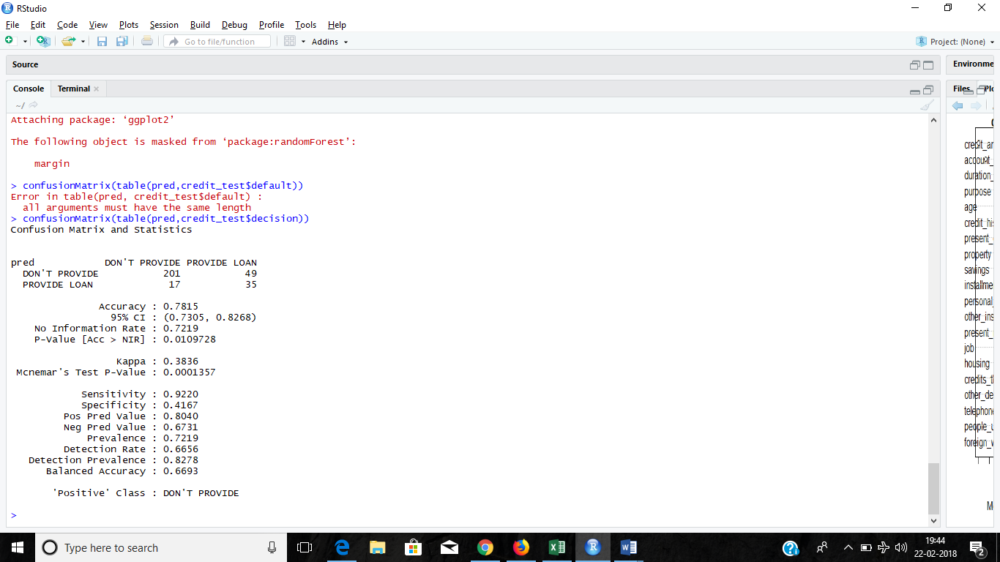 RStudio
File Edit Code View Plots Session Build Debug Profile Tools Help
Go to file/function Addins Project: (None)
Source
Environme
Console Terminal
Files Plo
~/
Attaching package: ‘ggplot2’
The following object is masked from ‘package:randomForest’:
margin
> confusionMatrix(table(pred,credit_test$default))
Error in table(pred, credit_test$default) :
all arguments must have the same length
> confusionMatrix(table(pred,credit_test$decision))
Confusion Matrix and Statistics
pred DON'T PROVIDE PROVIDE LOAN
DON'T PROVIDE 201 49
PROVIDE LOAN 17 35
Accuracy : 0.7815
95% CI : (0.7305, 0.8268)
No Information Rate : 0.7219
P-Value [Acc > NIR] : 0.0109728
Kappa : 0.3836
Mcnemar's Test P-Value : 0.0001357
Sensitivity : 0.9220
Specificity : 0.4167
Pos Pred Value : 0.8040
Neg Pred Value : 0.6731
Prevalence : 0.7219
Detection Rate : 0.6656
Detection Prevalence : 0.8278
Balanced Accuracy : 0.6693
'Positive' Class : DON'T PROVIDE
>
credit_ar
account_
duration_
purpose
age
credit_his
present_
property
savings
installme
personal_
other_ins
present_
job
housing
credits_t
other_de
telephone
people_u
foreign_w
M
Type here to search
19:44
22-02-2018
2